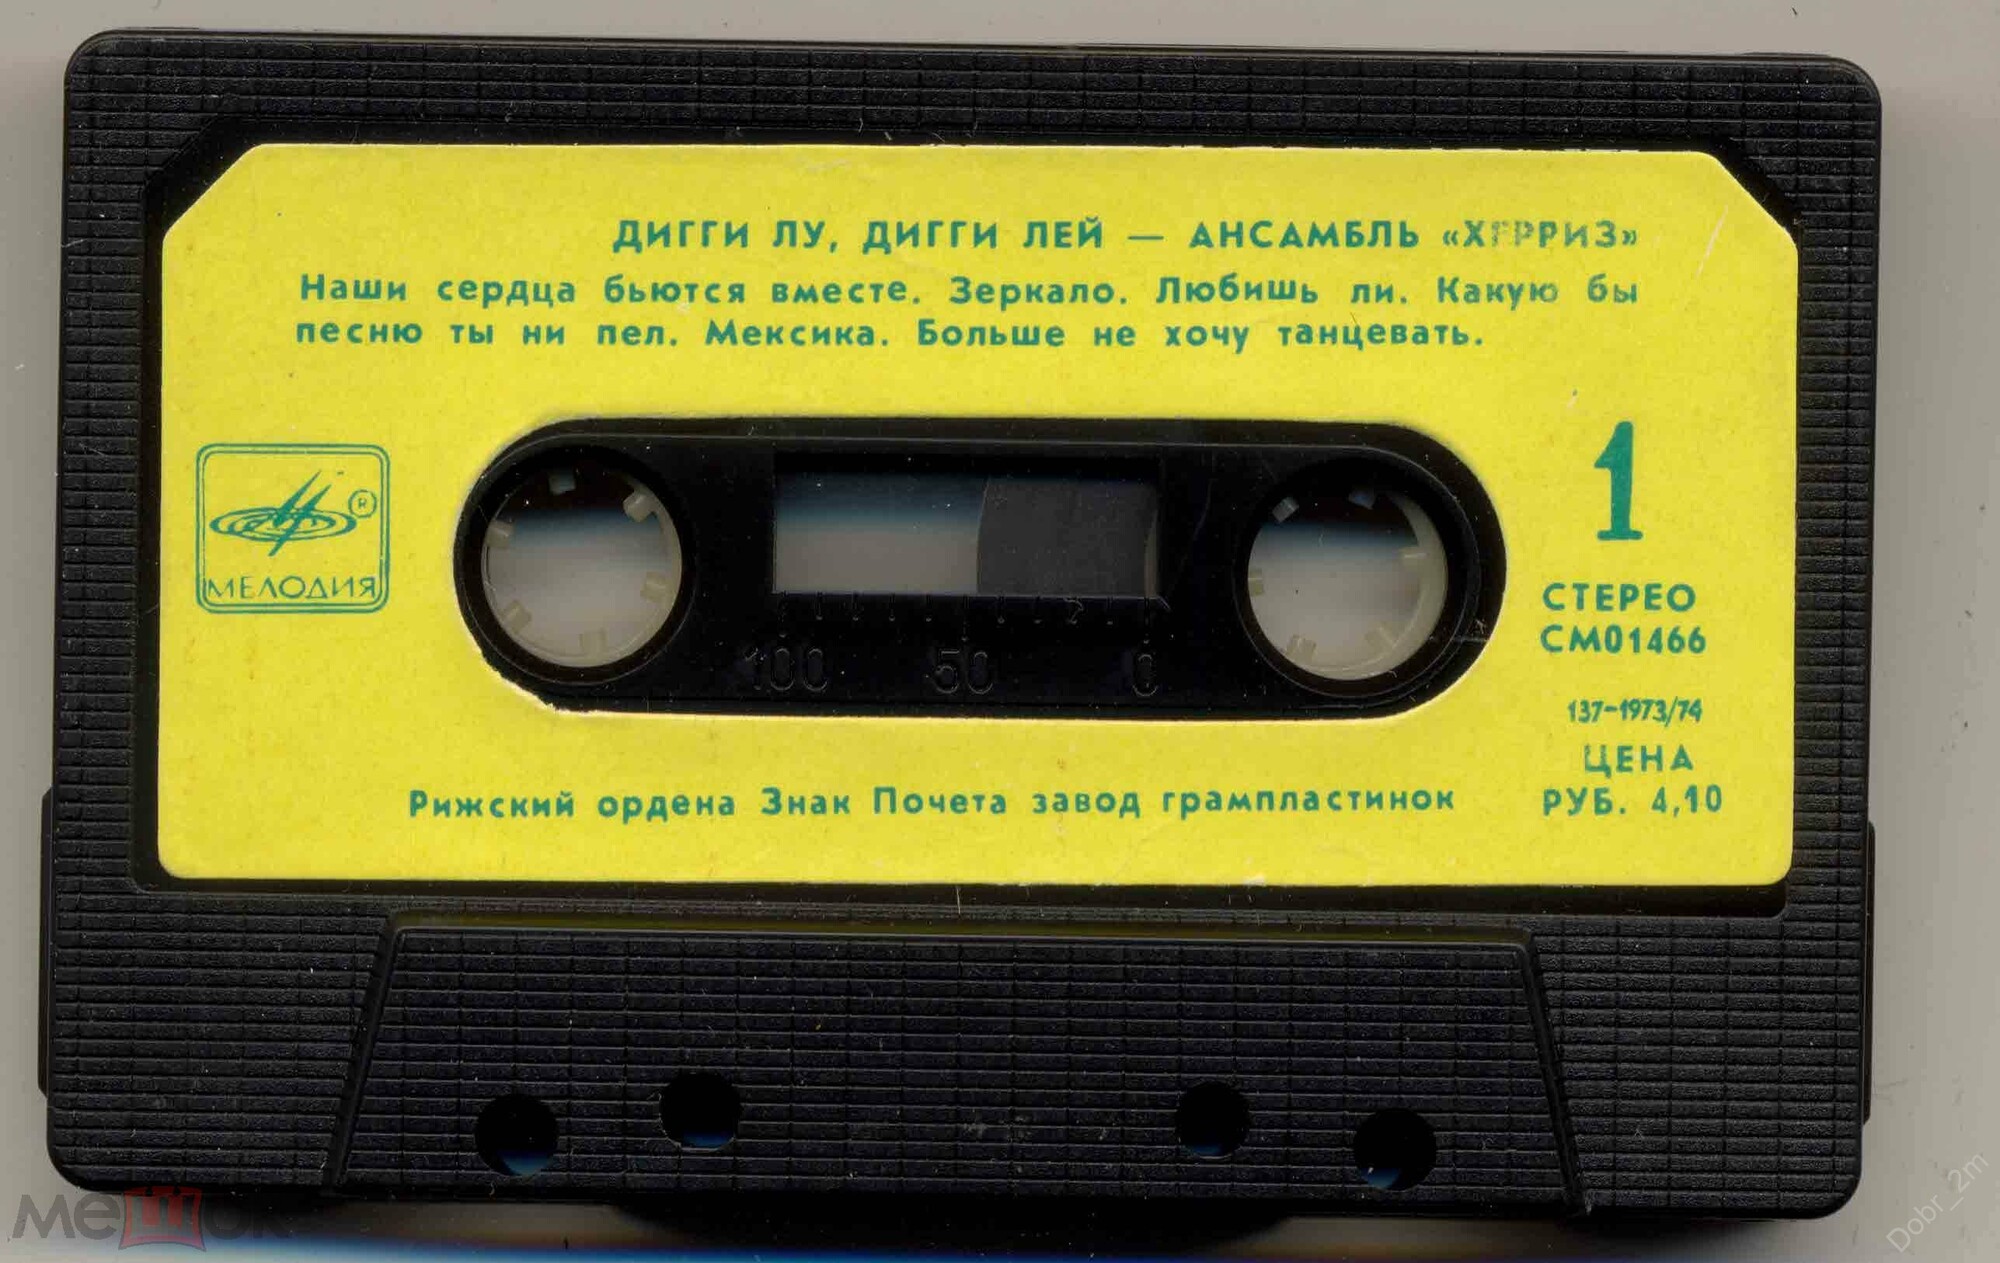 ДИГГИ ЛУ, ДИГГИ ЛЕЙ — АНСАМБЛЬ «ХЕРРИЗ»
Наши сердца бьются вместе. Зеркало. Любишь ли. Какую бы
песню ты ни пел. Мексика. Больше не хочу танцевать.
1
®
МЕЛОДИЯ
СТЕРЕО
СМ01466
100 50 0
137-1973/74
ЦЕНА
РУБ. 4,10
Рижский ордена Знак Почета завод грампластинок
мешок
Dobr_2m